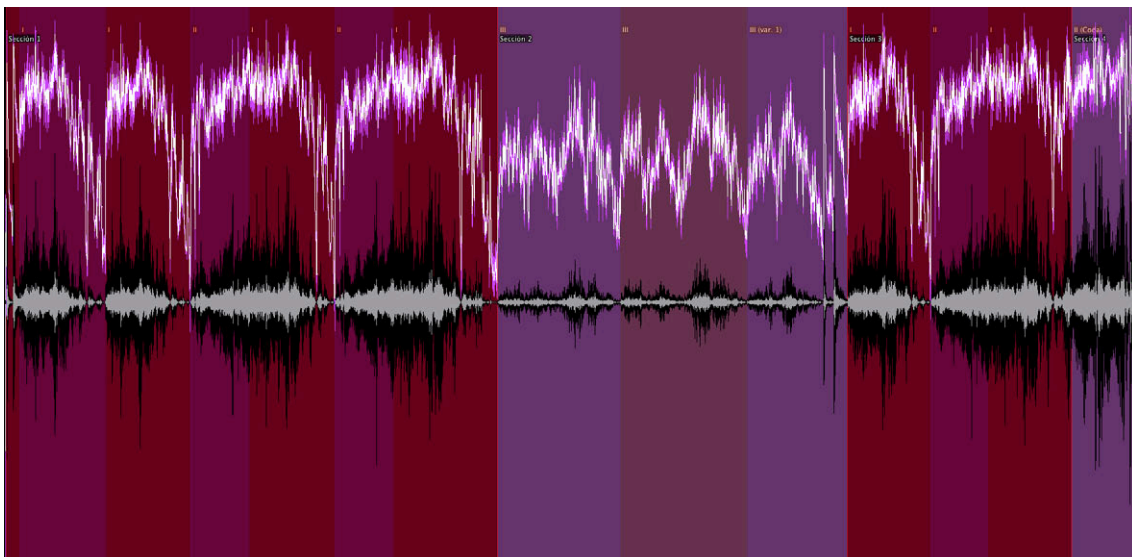 I I II I II I III III III (var. 1) I II I II (Coda)
Sección 1 Sección 2 Sección 3 Sección 4